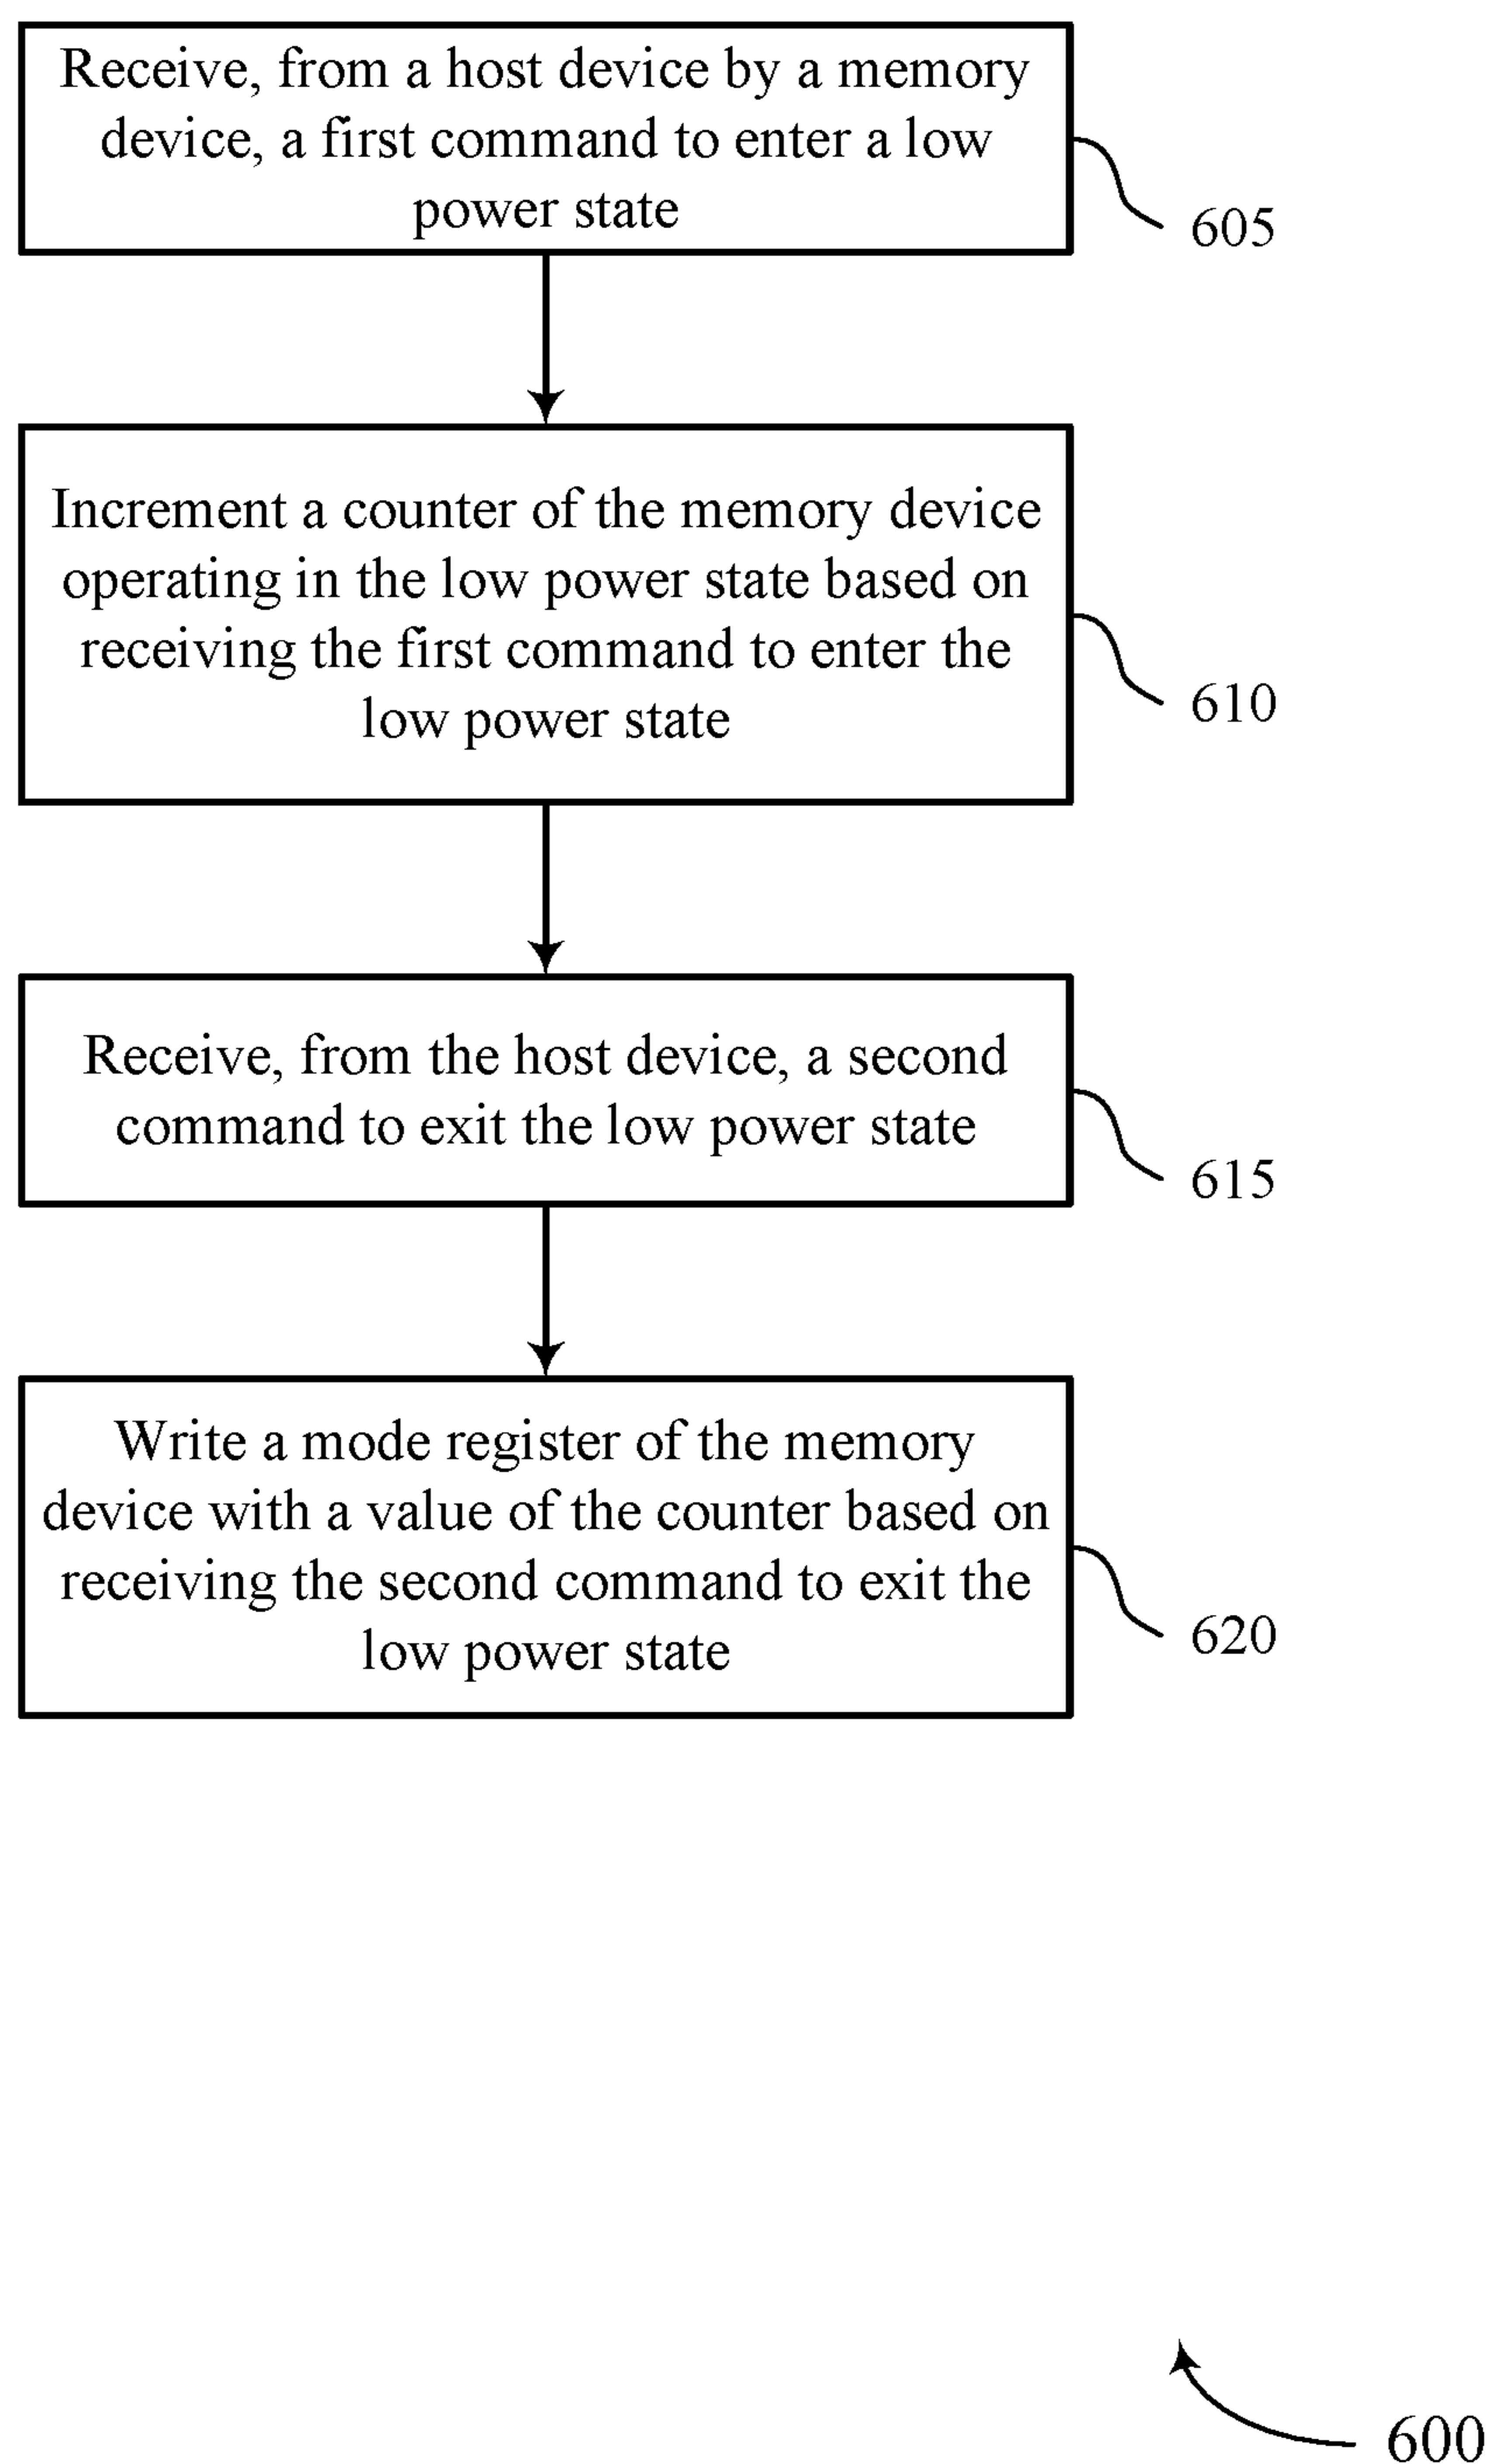 Receive, from a host device by a memory
device, a first command to enter a low
power state
605
Increment a counter of the memory device
operating in the low power state based on
receiving the first command to enter the
low power state
610
Receive, from the host device, a second
command to exit the low power state
615
Write a mode register of the memory
device with a value of the counter based on
receiving the second command to exit the
low power state
620
600